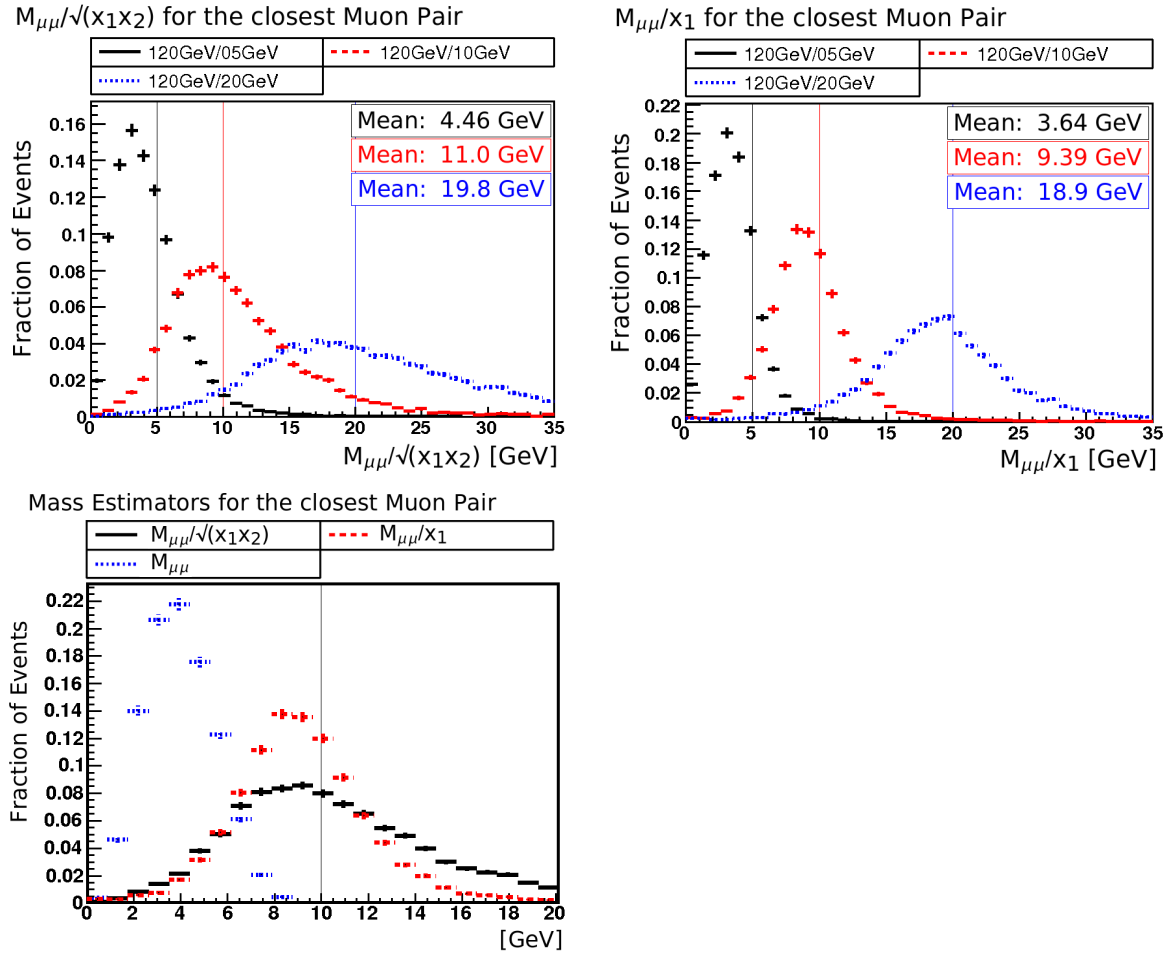 M_μμ/√(x₁x₂) for the closest Muon Pair
120GeV/05GeV 120GeV/10GeV
120GeV/20GeV
Mean: 4.46 GeV
Mean: 11.0 GeV
Mean: 19.8 GeV
Fraction of Events
0.16
0.14
0.12
0.1
0.08
0.06
0.04
0.02
0
0 5 10 15 20 25 30 35
M_μμ/√(x₁x₂) [GeV]
M_μμ/x₁ for the closest Muon Pair
120GeV/05GeV 120GeV/10GeV
120GeV/20GeV
Mean: 3.64 GeV
Mean: 9.39 GeV
Mean: 18.9 GeV
Fraction of Events
0.22
0.2
0.18
0.16
0.14
0.12
0.1
0.08
0.06
0.04
0.02
0
0 5 10 15 20 25 30 35
M_μμ/x₁ [GeV]
Mass Estimators for the closest Muon Pair
M_μμ/√(x₁x₂) M_μμ/x₁
M_μμ
Fraction of Events
0.22
0.2
0.18
0.16
0.14
0.12
0.1
0.08
0.06
0.04
0.02
0
0 2 4 6 8 10 12 14 16 18 20
[GeV]